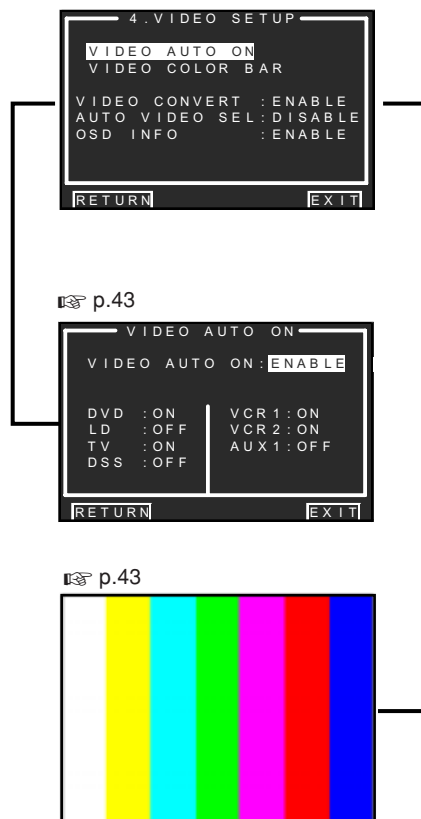 4.VIDEO SETUP
VIDEO AUTO ON
VIDEO COLOR BAR
VIDEO CONVERT :ENABLE
AUTO VIDEO SEL:DISABLE
OSD INFO :ENABLE
RETURN EXIT
☞ p.43
VIDEO AUTO ON
VIDEO AUTO ON:ENABLE
DVD :ON VCR1:ON
LD :OFF VCR2:ON
TV :ON AUX1:OFF
DSS :OFF
RETURN EXIT
☞ p.43